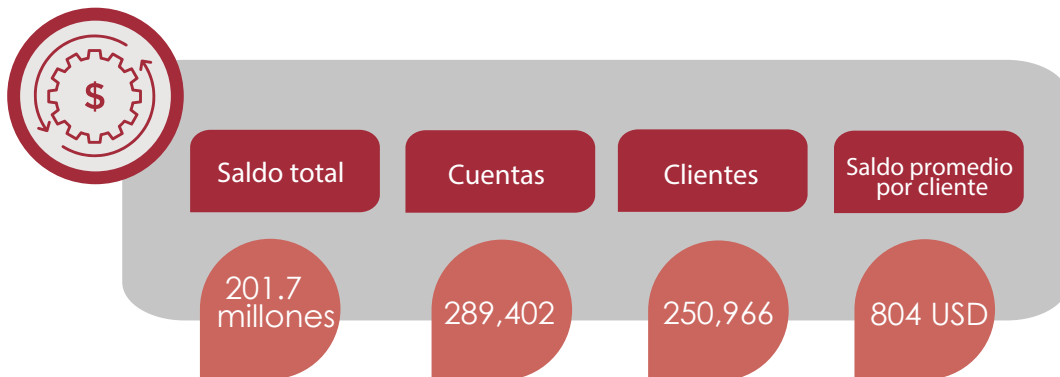 $
Saldo total
Cuentas
Clientes
Saldo promedio
por cliente
201.7
millones
289,402
250,966
804 USD